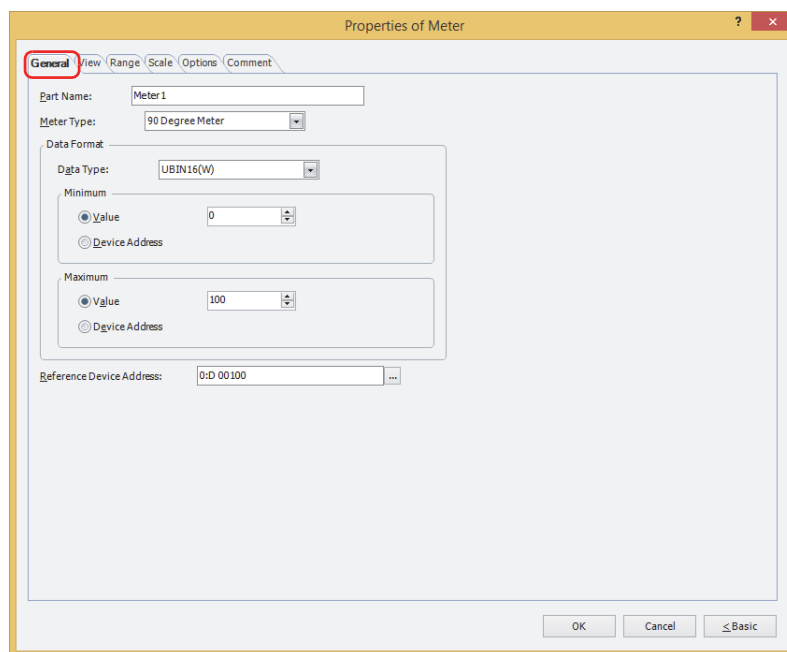 Properties of Meter ? ×
General View Range Scale Options Comment
Part Name: Meter1
Meter Type: 90 Degree Meter
Data Format
Data Type: UBIN16(W)
Minimum
Value 0
Device Address
Maximum
Value 100
Device Address
Reference Device Address: 0:D 00100 ...
OK Cancel < Basic